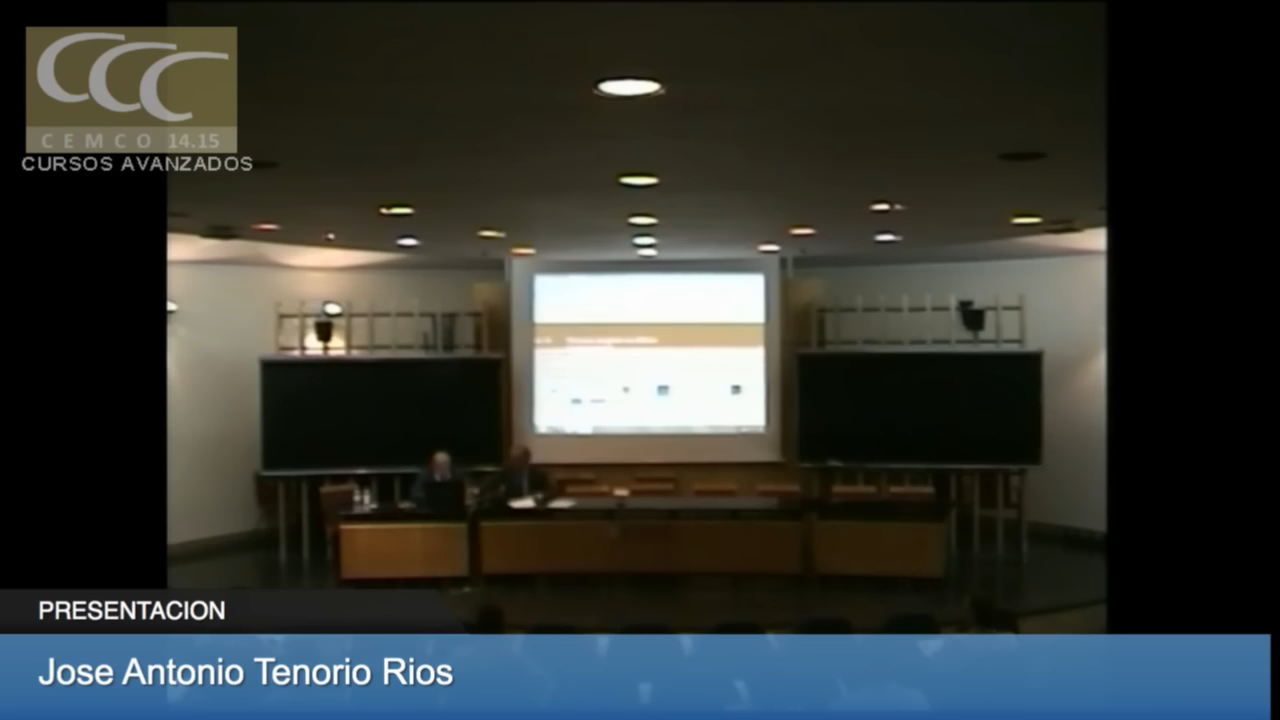 CCC
CEMCO 14.15
CURSOS AVANZADOS
PRESENTACION
Jose Antonio Tenorio Rios